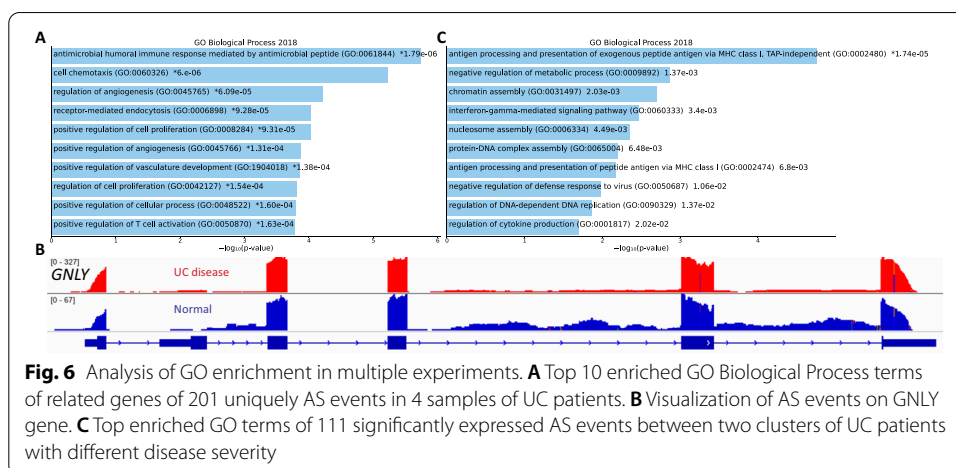 A
GO Biological Process 2018
antimicrobial humoral immune response mediated by antimicrobial peptide (GO:0061844) *1.79e-06
cell chemotaxis (GO:0060326) *6.e-06
regulation of angiogenesis (GO:0045765) *6.09e-05
receptor-mediated endocytosis (GO:0006898) *9.28e-05
positive regulation of cell proliferation (GO:0008284) *9.31e-05
positive regulation of angiogenesis (GO:0045766) *1.31e-04
positive regulation of vasculature development (GO:1904018) *1.38e-04
regulation of cell proliferation (GO:0042127) *1.54e-04
positive regulation of cellular process (GO:0048522) *1.60e-04
positive regulation of T cell activation (GO:0050870) *1.63e-04
0 1 2 3 4 5 6
−log₁₀(p-value)
C
GO Biological Process 2018
antigen processing and presentation of exogenous peptide antigen via MHC class I, TAP-independent (GO:0002480) *1.74e-05
negative regulation of metabolic process (GO:0009892) 1.37e-03
chromatin assembly (GO:0031497) 2.03e-03
interferon-gamma-mediated signaling pathway (GO:0060333) 3.4e-03
nucleosome assembly (GO:0006334) 4.49e-03
protein-DNA complex assembly (GO:0065004) 6.48e-03
antigen processing and presentation of peptide antigen via MHC class I (GO:0002474) 6.8e-03
negative regulation of defense response to virus (GO:0050687) 1.06e-02
regulation of DNA-dependent DNA replication (GO:0090329) 1.37e-02
regulation of cytokine production (GO:0001817) 2.02e-02
0 1 2 3 4
−log₁₀(p-value)
B
[0 - 327]
GNLY
UC disease
[0 - 67]
Normal
Fig. 6 Analysis of GO enrichment in multiple experiments. A Top 10 enriched GO Biological Process terms
of related genes of 201 uniquely AS events in 4 samples of UC patients. B Visualization of AS events on GNLY
gene. C Top enriched GO terms of 111 significantly expressed AS events between two clusters of UC patients
with different disease severity